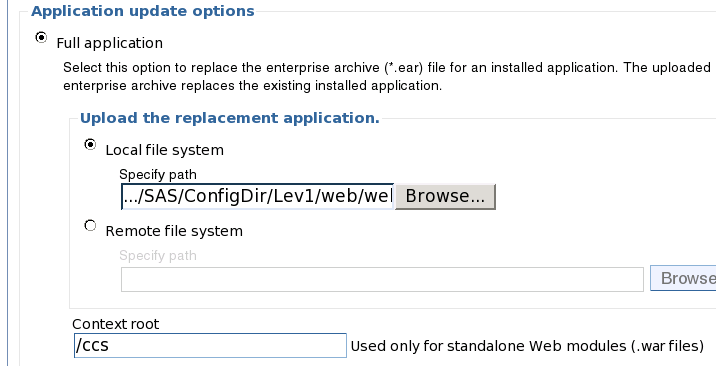 Application update options
Full application
Select this option to replace the enterprise archive (*.ear) file for an installed application. The uploaded
enterprise archive replaces the existing installed application.
Upload the replacement application.
Local file system
Specify path
.../SAS/ConfigDir/Lev1/web/wel Browse...
Remote file system
Specify path
Browse
Context root
/ccs Used only for standalone Web modules (.war files)